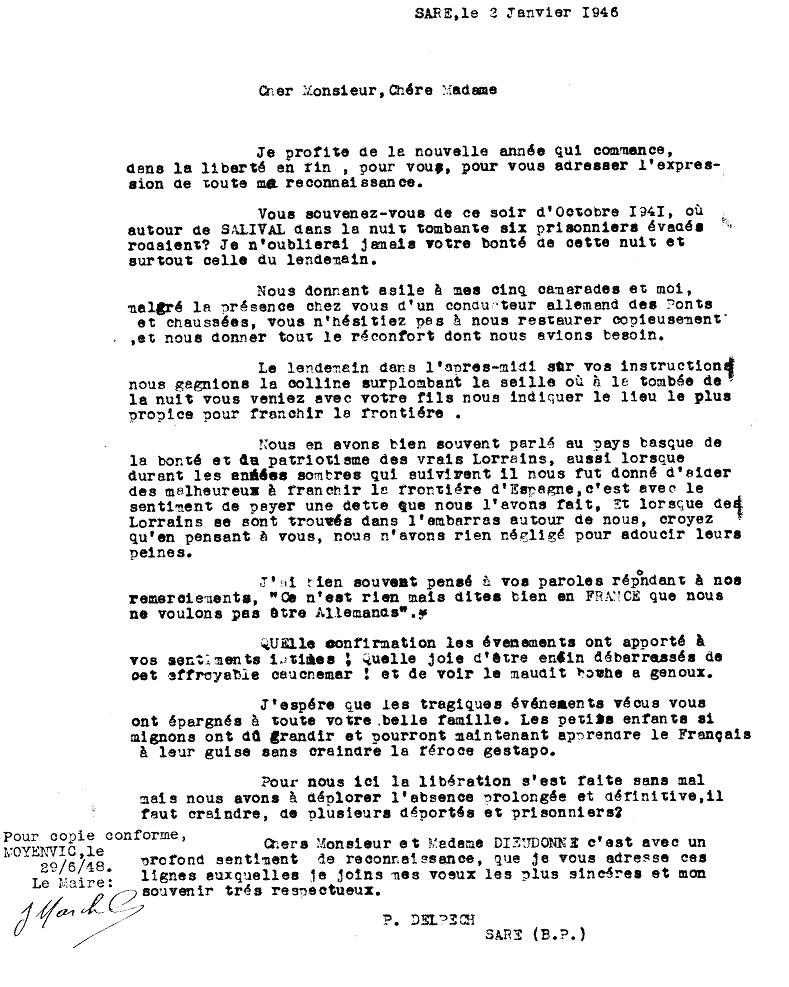 SARE,le 2 Janvier I946
Cher Monsieur,Chére Madame
Je profite de la nouvelle année qui commence,
dans la liberté en fin , pour vous, pour vous adresser l'expres-
sion de toute ma reconnaissance.
Vous souvenez-vous de ce soir d'Octobre I94I, où
autour de SALIVAL dans la nuit tombante six prisonniers évadés
rodaient? Je n'oublierai jamais votre bonté de cette nuit et
surtout celle du lendemain.
Nous donnant asile à mes cinq camarades et moi,
malgré la présence chez vous d'un conducteur allemand des Ponts
et chaussées, vous n'hésitiez pas à nous restaurer copieusement
,et nous donner tout le réconfort dont nous avions besoin.
Le lendemain dans l'apres-midi sur vos instructions
nous gagnions la colline surplombant la seille où à la tombée de
la nuit vous veniez avec votre fils nous indiquer le lieu le plus
propice pour franchir la frontiére .
Nous en avons bien souvent parlé au pays basque de
la bonté et du patriotisme des vrais Lorrains, aussi lorsque
durant les années sombres qui suivirent il nous fut donné d'aider
des malheureux à franchir la frontiére d'Espagne,c'est avec le
sentiment de payer une dette que nous l'avons fait, Et lorsque des
Lorrains se sont trouvés dans l'embarras autour de nous, croyez
qu'en pensant à vous, nous n'avons rien négligé pour adoucir leurs
peines.
J'ai bien souvent pensé à vos paroles répondant à nos
remerciements, "Ce n'est rien mais dites bien en FRANCE que nous
ne voulons pas être Allemands".
QUElle confirmation les évenements ont apporté à
vos sentiments intimes ! Quelle joie d'être enfin débarrassés de
cet effroyable cauchemar ! et de voir le maudit boche a genoux.
J'espére que les tragiques événements vécus vous
ont épargnés à toute votre belle famille. Les petits enfants si
mignons ont dû grandir et pourront maintenant apprendre le Français
à leur guise sans craindre la féroce gestapo.
Pour nous ici la libération s'est faite sans mal
mais nous avons à déplorer l'absence prolongée et définitive,il
faut craindre, de plusieurs déportés et prisonniers?
Chers Monsieur et Madame DIEUDONNE c'est avec un
profond sentiment de reconnaissance, que je vous adresse ces
lignes auxquelles je joins mes voeux les plus sincéres et mon
souvenir trés respectueux.
P. DELPECH
SARE (B.P.)
Pour copie conforme,
MOYENVIC,le
29/6/48.
Le Maire: